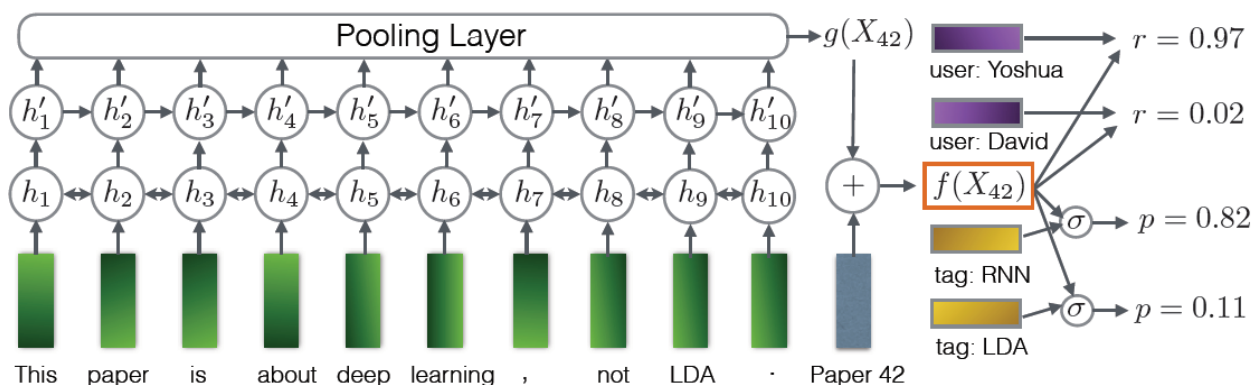 Pooling Layer
g(X₄₂)
user: Yoshua
r = 0.97
h′₁ h′₂ h′₃ h′₄ h′₅ h′₆ h′₇ h′₈ h′₉ h′₁₀
user: David
r = 0.02
h₁ h₂ h₃ h₄ h₅ h₆ h₇ h₈ h₉ h₁₀
+
f(X₄₂)
σ
p = 0.82
tag: RNN
σ
p = 0.11
tag: LDA
This paper is about deep learning , not LDA . Paper 42